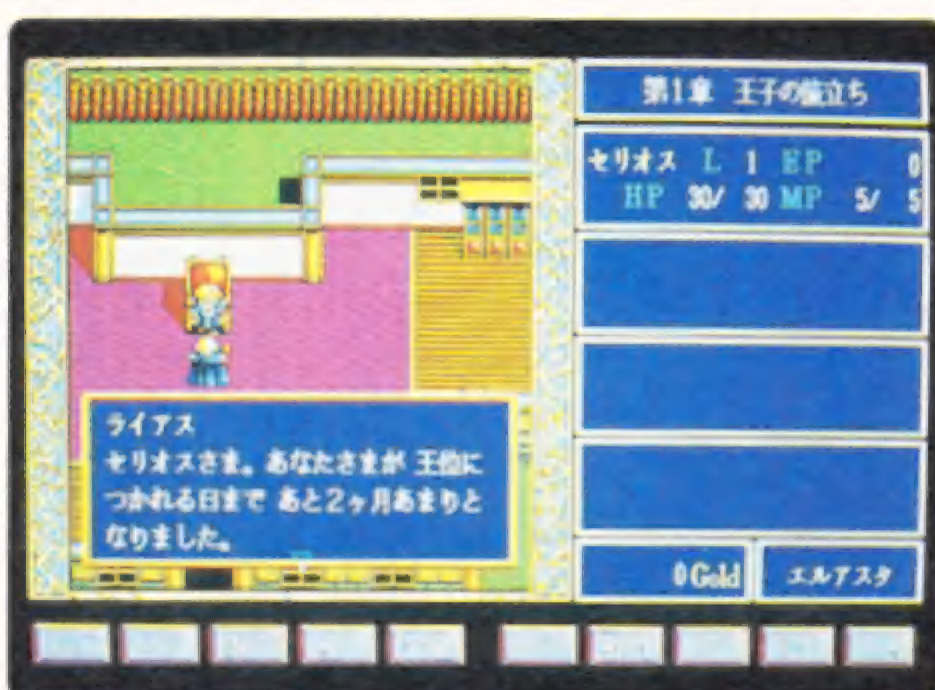 第1章 王子の旅立ち
セリオス L 1 EP 0
HP 30/ 30 MP 5/ 5
ライアス
セリオスさま。あなたさまが 王位に
つかれる日まで あと2ヶ月あまりと
なりました。
0 Gold
エルアスタ